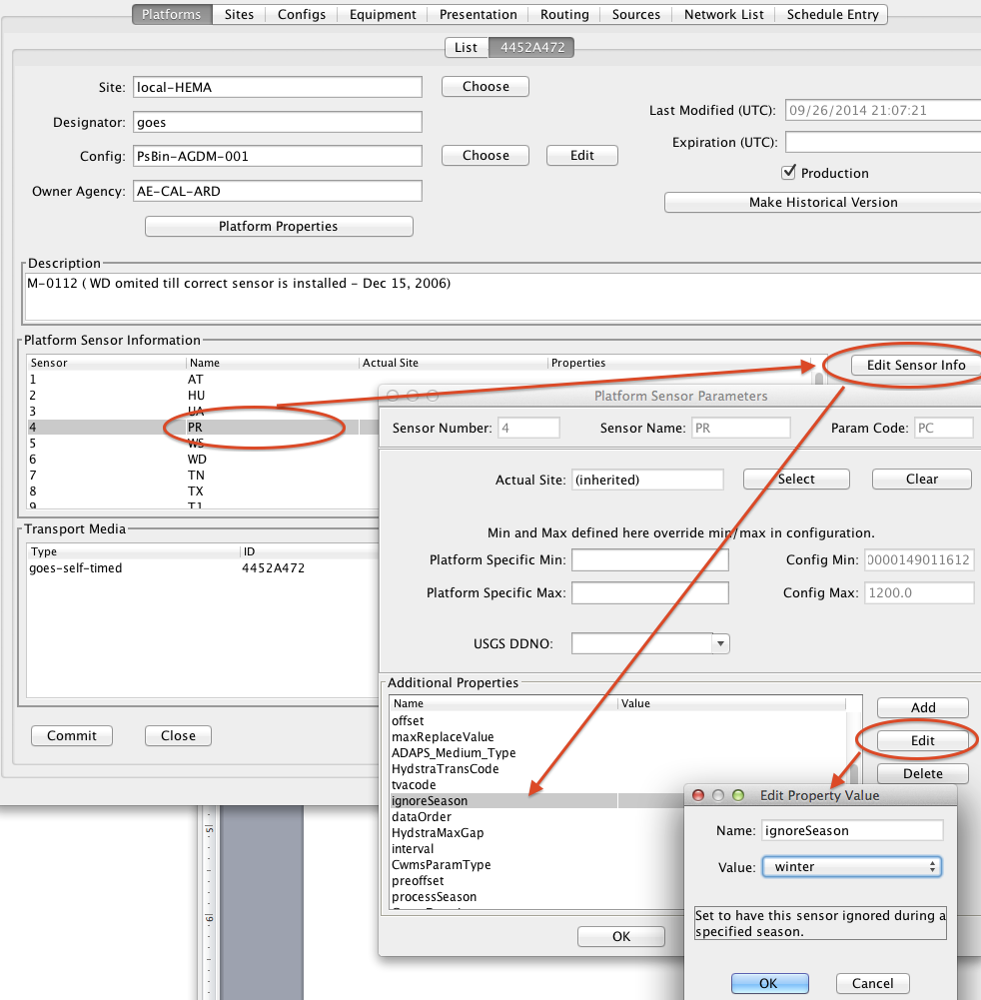 Platforms Sites Configs Equipment Presentation Routing Sources Network List Schedule Entry
List 4452A472
Site: local-HEMA Choose
Designator: goes
Config: PsBin-AGDM-001 Choose Edit
Owner Agency: AE-CAL-ARD
Platform Properties
Last Modified (UTC): 09/26/2014 21:07:21
Expiration (UTC):
Production
Make Historical Version
Description
M-0112 ( WD omited till correct sensor is installed - Dec 15, 2006)
Platform Sensor Information
Sensor Name Actual Site Properties
1 AT
2 HU
3 UA
4 PR
5 WS
6 WD
7 TN
8 TX
9 TJ
Edit Sensor Info
Transport Media
Type ID
goes-self-timed 4452A472
Commit Close
Platform Sensor Parameters
Sensor Number: 4 Sensor Name: PR Param Code: PC
Actual Site: (inherited) Select Clear
Min and Max defined here override min/max in configuration.
Platform Specific Min: Config Min: 0000149011612
Platform Specific Max: Config Max: 1200.0
USGS DDNO:
Additional Properties
Name Value
offset
maxReplaceValue
ADAPS_Medium_Type
HydstraTransCode
tvacode
ignoreSeason
dataOrder
HydstraMaxGap
interval
CwmsParamType
preoffset
processSeason
Add
Edit
Delete
OK
Edit Property Value
Name: ignoreSeason
Value: winter
Set to have this sensor ignored during a
specified season.
OK Cancel
5
6